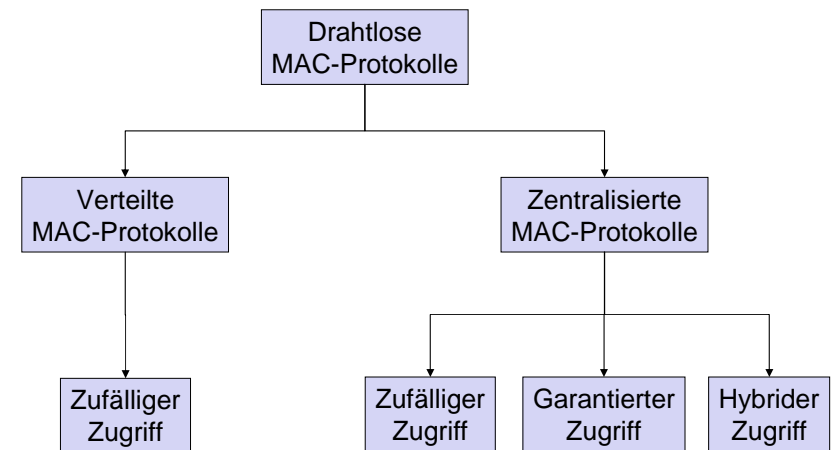 Drahtlose
MAC-Protokolle
Verteilte
MAC-Protokolle
Zentralisierte
MAC-Protokolle
Zufälliger
Zugriff
Zufälliger
Zugriff
Garantierter
Zugriff
Hybrider
Zugriff